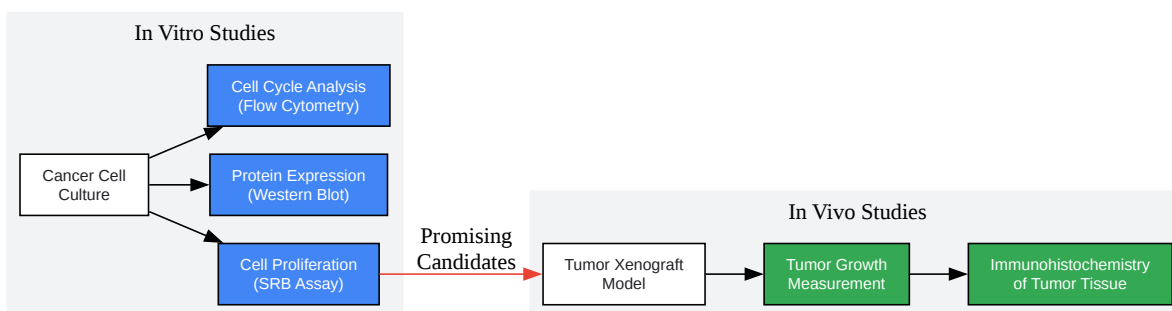 In Vitro Studies
Cell Cycle Analysis
(Flow Cytometry)
Cancer Cell
Culture
Protein Expression
(Western Blot)
Cell Proliferation
(SRB Assay)
Promising
Candidates
In Vivo Studies
Tumor Xenograft
Model
Tumor Growth
Measurement
Immunohistochemistry
of Tumor Tissue